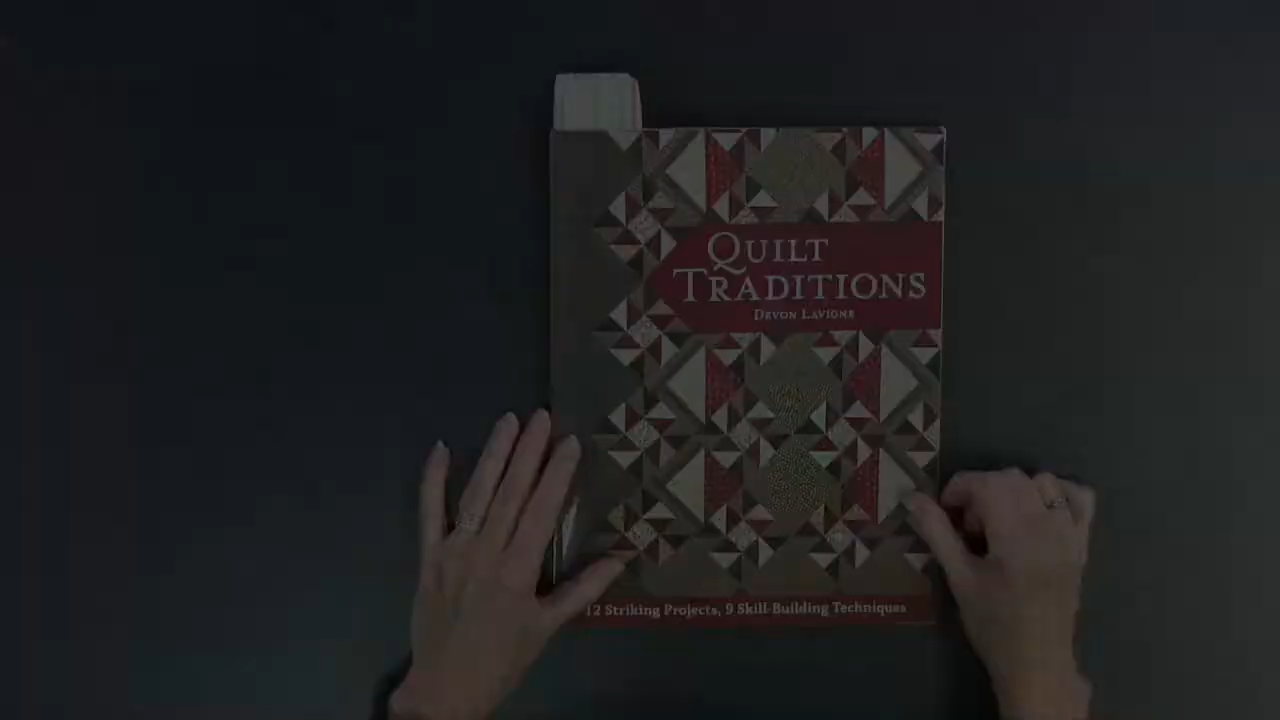 QUILT
TRADITIONS
DEVON LAVIGNE
12 Striking Projects, 9 Skill-Building Techniques